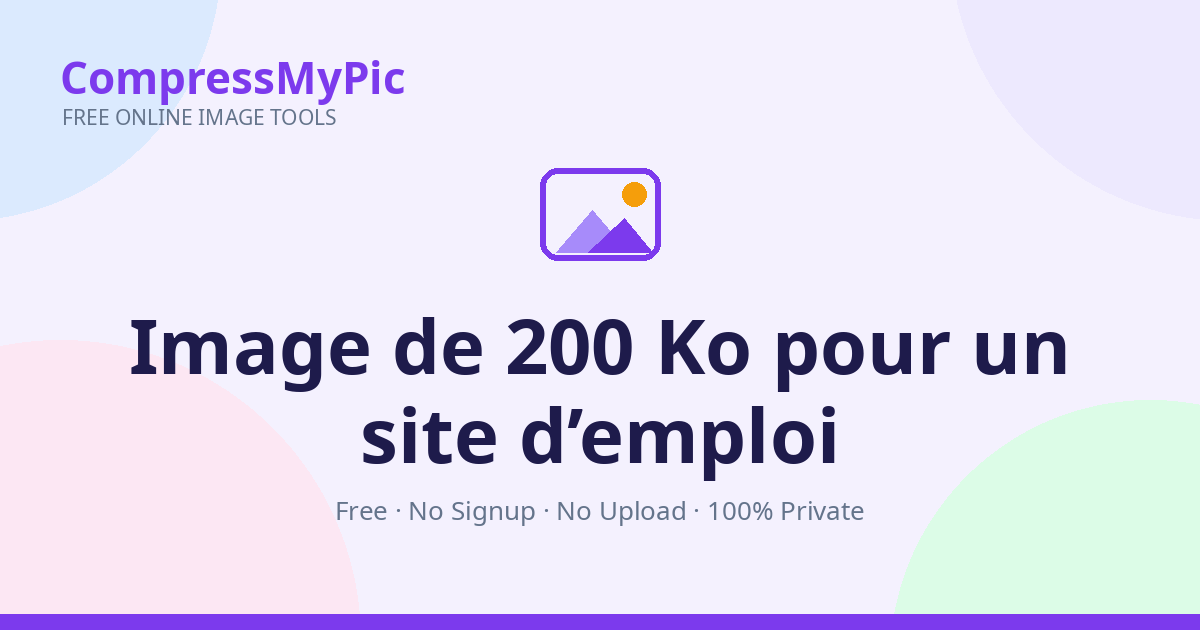 CompressMyPic
FREE ONLINE IMAGE TOOLS
Image de 200 Ko pour un
site d’emploi
Free · No Signup · No Upload · 100% Private